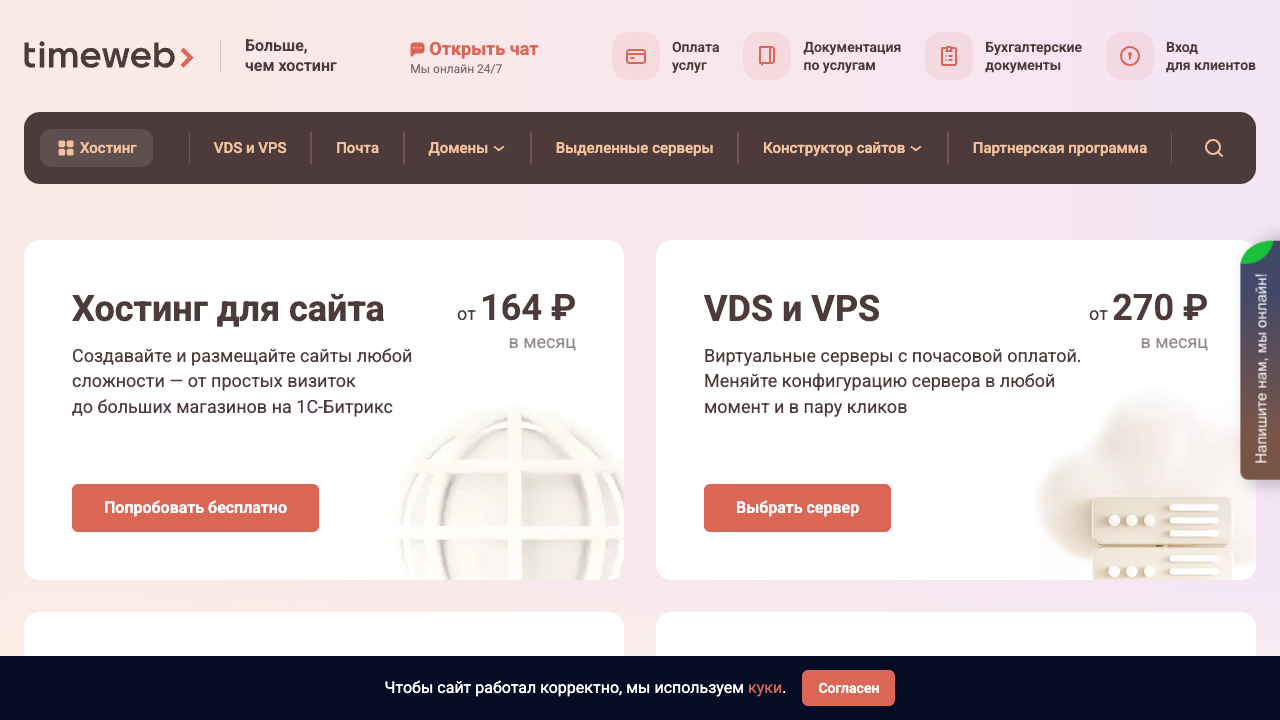 timeweb
Больше,
чем хостинг
Открыть чат
Мы онлайн 24/7
Оплата
услуг
Документация
по услугам
Бухгалтерские
документы
Вход
для клиентов
Хостинг
VDS и VPS
Почта
Домены
Выделенные серверы
Конструктор сайтов
Партнерская программа
Хостинг для сайта
от 164 ₽
в месяц
Создавайте и размещайте сайты любой
сложности — от простых визиток
до больших магазинов на 1С-Битрикс
Попробовать бесплатно
VDS и VPS
от 270 ₽
в месяц
Виртуальные серверы с почасовой оплатой.
Меняйте конфигурацию сервера в любой
момент и в пару кликов
Выбрать сервер
Напишите нам, мы онлайн!
Чтобы сайт работал корректно, мы используем куки.
Согласен